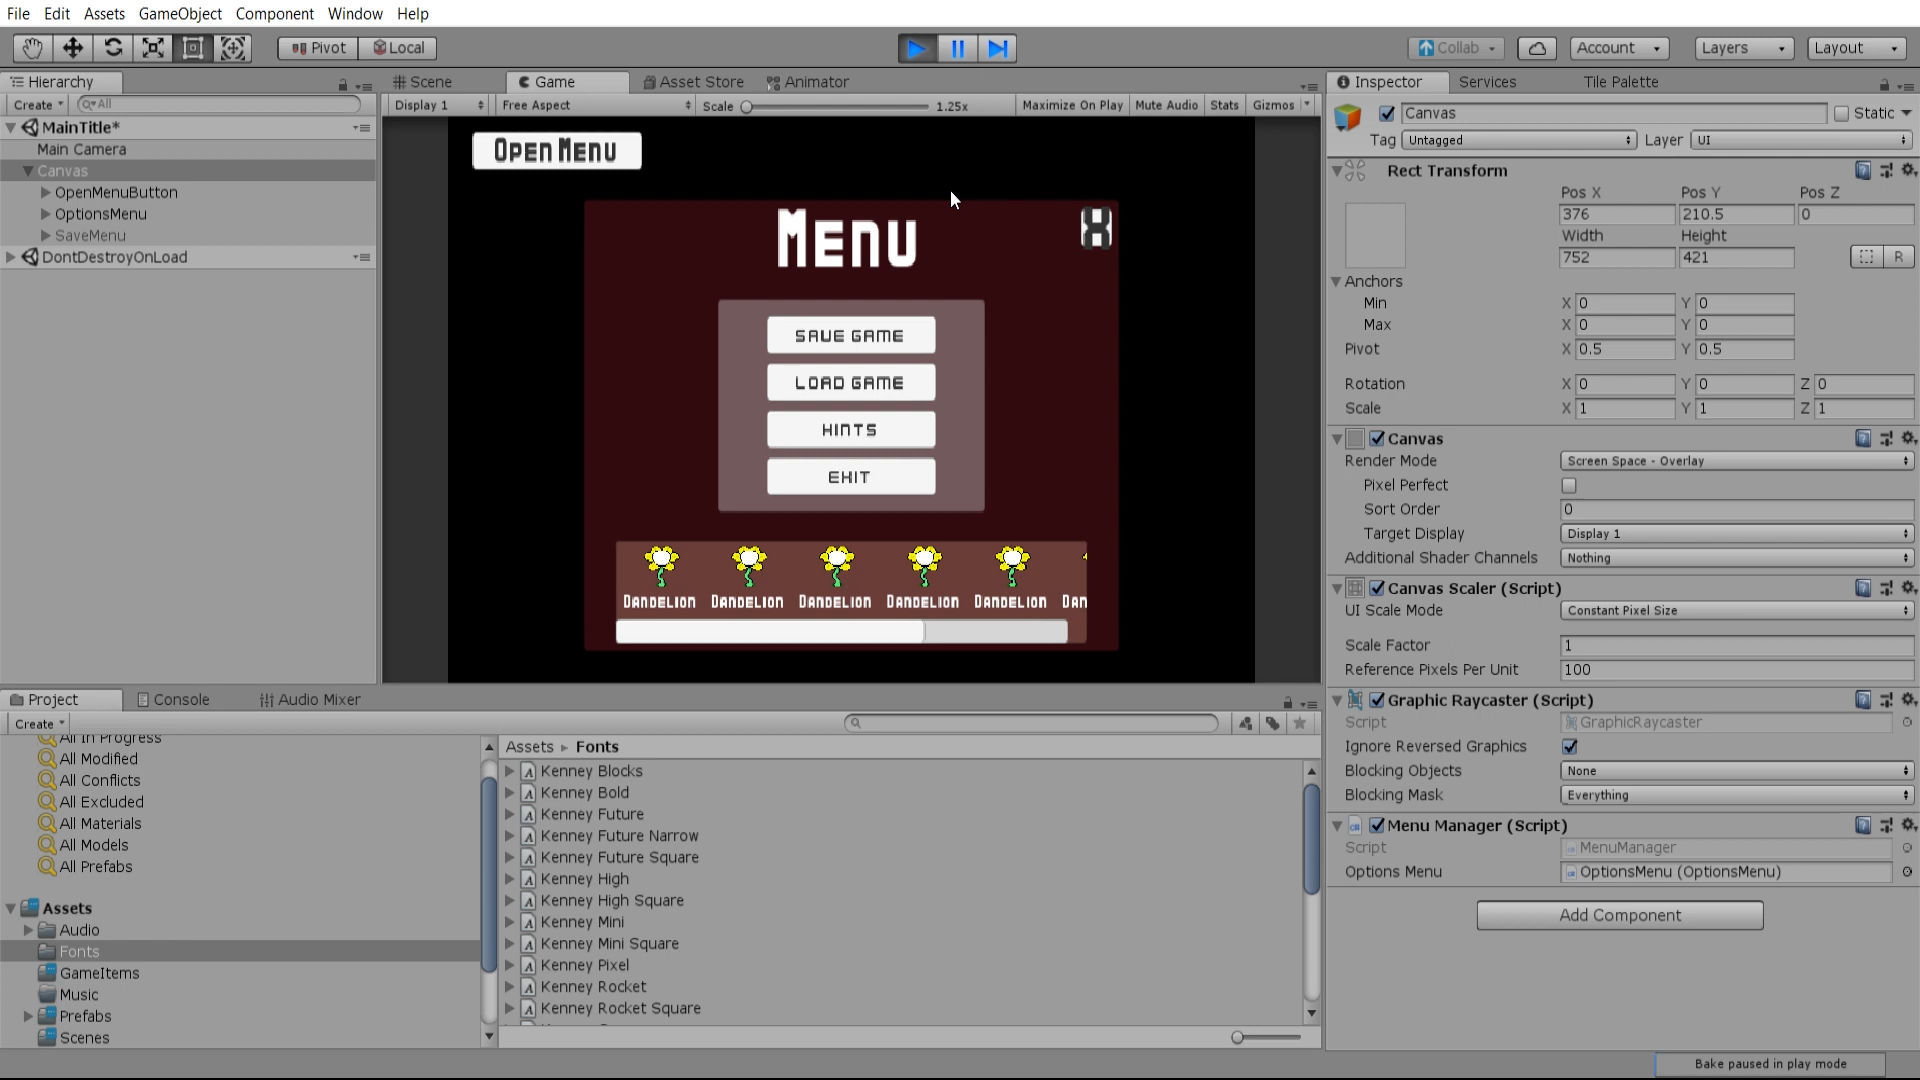 File Edit Assets GameObject Component Window Help
Pivot Local Collab Account Layers Layout
Hierarchy
Create All
MainTitle*
Main Camera
Canvas
OpenMenuButton
OptionsMenu
SaveMenu
DontDestroyOnLoad
Scene Game Asset Store Animator
Display 1 Free Aspect Scale 1.25x Maximize On Play Mute Audio Stats Gizmos
Open Menu
Menu X
SAVE GAME
LOAD GAME
HINTS
EXIT
Dandelion Dandelion Dandelion Dandelion Dandelion Dan
Project Console Audio Mixer
Create
All In Progress
All Modified
All Conflicts
All Excluded
All Materials
All Models
All Prefabs
Assets
Audio
Fonts
GameItems
Music
Prefabs
Scenes
Assets Fonts
Kenney Blocks
Kenney Bold
Kenney Future
Kenney Future Narrow
Kenney Future Square
Kenney High
Kenney High Square
Kenney Mini
Kenney Mini Square
Kenney Pixel
Kenney Rocket
Kenney Rocket Square
Inspector Services Tile Palette
Canvas Static
Tag Untagged Layer UI
Rect Transform
Pos X Pos Y Pos Z
376 210.5 0
Width Height
752 421 R
Anchors
Min X 0 Y 0
Max X 0 Y 0
Pivot X 0.5 Y 0.5
Rotation X 0 Y 0 Z 0
Scale X 1 Y 1 Z 1
Canvas
Render Mode Screen Space - Overlay
Pixel Perfect
Sort Order 0
Target Display Display 1
Additional Shader Channels Nothing
Canvas Scaler (Script)
UI Scale Mode Constant Pixel Size
Scale Factor 1
Reference Pixels Per Unit 100
Graphic Raycaster (Script)
Script GraphicRaycaster
Ignore Reversed Graphics
Blocking Objects None
Blocking Mask Everything
Menu Manager (Script)
Script MenuManager
Options Menu OptionsMenu (OptionsMenu)
Add Component
Bake paused in play mode